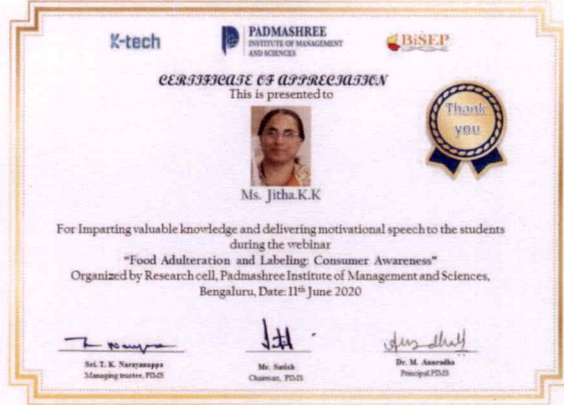 K-tech
PADMASHREE
INSTITUTE OF MANAGEMENT
AND SCIENCES
BiSEP
CERTIFICATE OF APPRECIATION
This is presented to
Thank
you
Ms. Jitha.K.K
For Imparting valuable knowledge and delivering motivational speech to the students
during the webinar
"Food Adulteration and Labeling: Consumer Awareness"
Organized by Research cell, Padmashree Institute of Management and Sciences,
Bengaluru, Date: 11th June 2020
Sri. T. K. Narayanappa
Managing trustee, PIMS
Mr. Satish
Chairman, PIMS
Dr. M. Anuradha
Principal PIMS